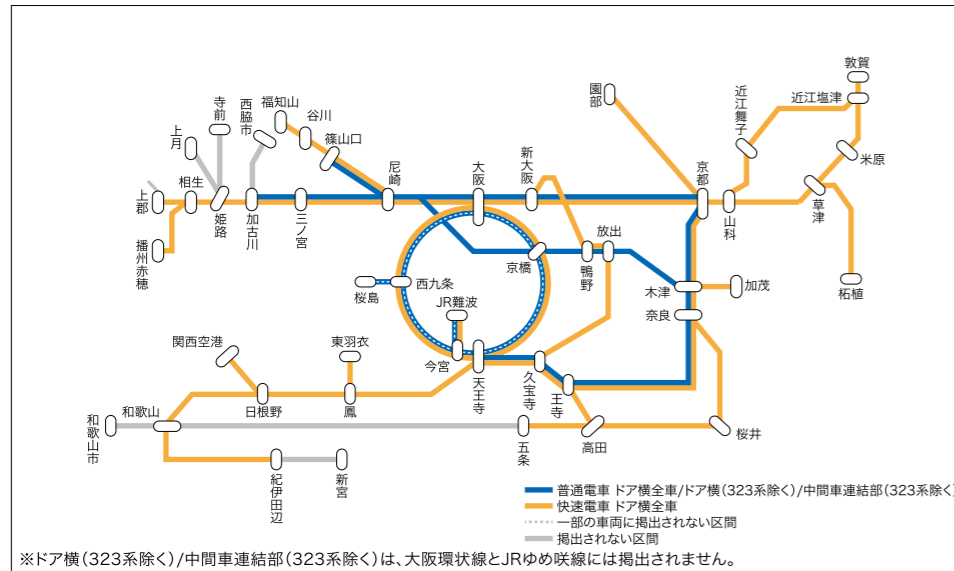 敦賀
近江塩津
近江舞子
園部
米原
福知山
谷川
篠山口
西脇市
寺前
上月
相生
上郡
姫路
加古川
三ノ宮
尼崎
大阪
新大阪
京都
山科
草津
播州赤穂
京橋
放出
鴫野
木津
加茂
柘植
奈良
桜島
西九条
JR難波
今宮
天王寺
久宝寺
王寺
関西空港
東羽衣
日根野
鳳
和歌山
和歌山市
五条
高田
桜井
紀伊田辺
新宮
普通電車 ドア横全車/ドア横(323系除く)/中間車連結部(323系除く)
快速電車 ドア横全車
一部の車両に掲出されない区間
掲出されない区間
※ドア横(323系除く)/中間車連結部(323系除く)は、大阪環状線とJRゆめ咲線には掲出されません。